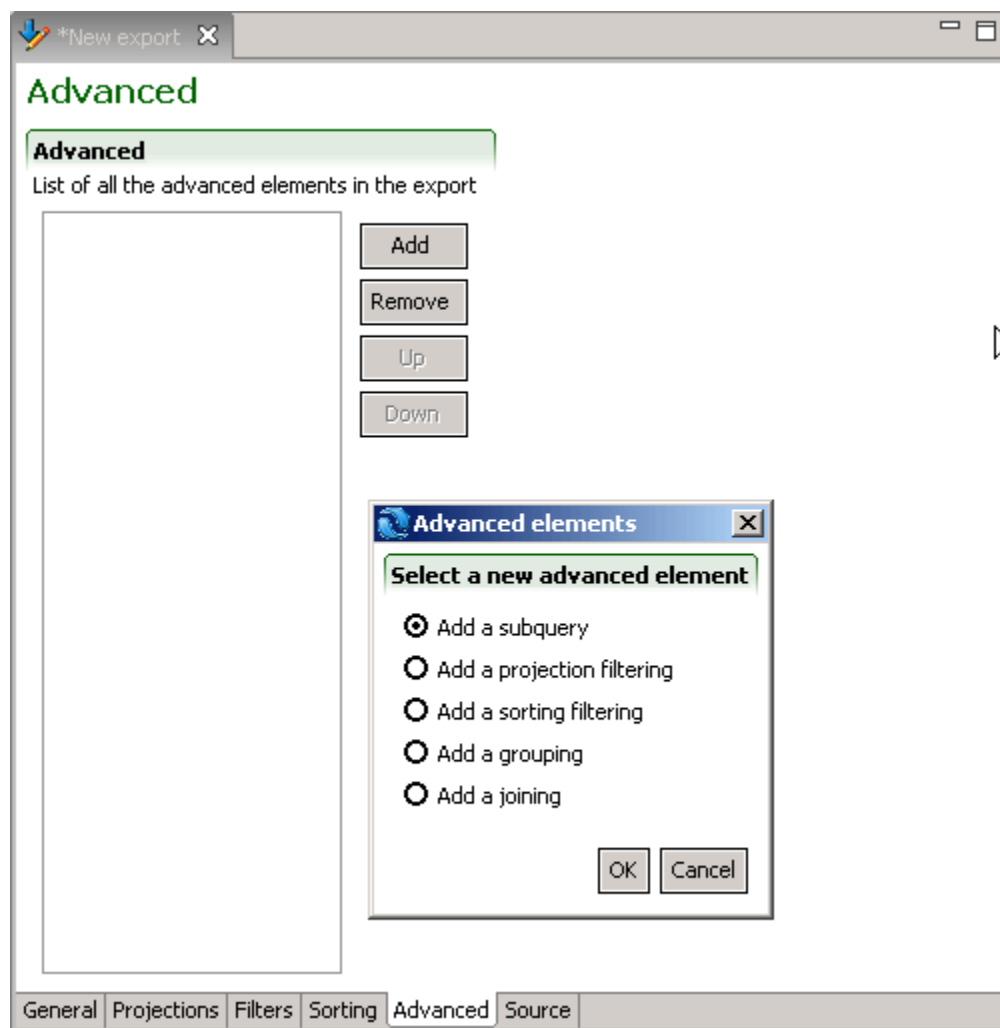 *New export
Advanced
Advanced
List of all the advanced elements in the export
Add
Remove
Up
Down
Advanced elements
Select a new advanced element
Add a subquery
Add a projection filtering
Add a sorting filtering
Add a grouping
Add a joining
OK Cancel
General Projections Filters Sorting Advanced Source